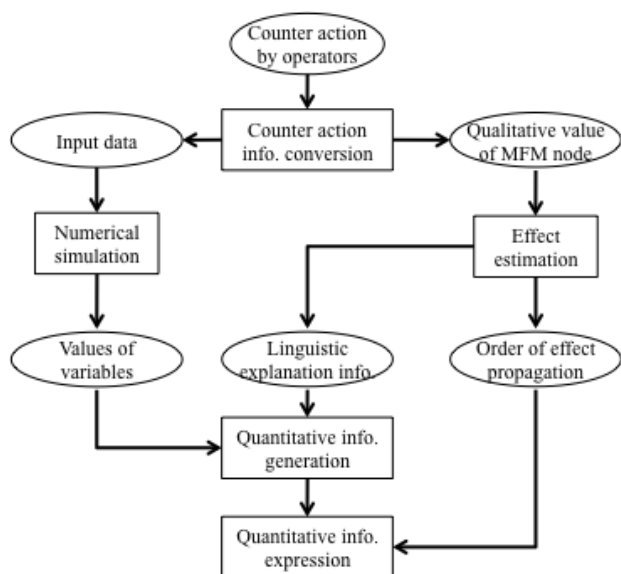 Counter action
by operators
Input data
Counter action
info. conversion
Qualitative value
of MFM node
Numerical
simulation
Effect
estimation
Values of
variables
Linguistic
explanation info.
Order of effect
propagation
Quantitative info.
generation
Quantitative info.
expression